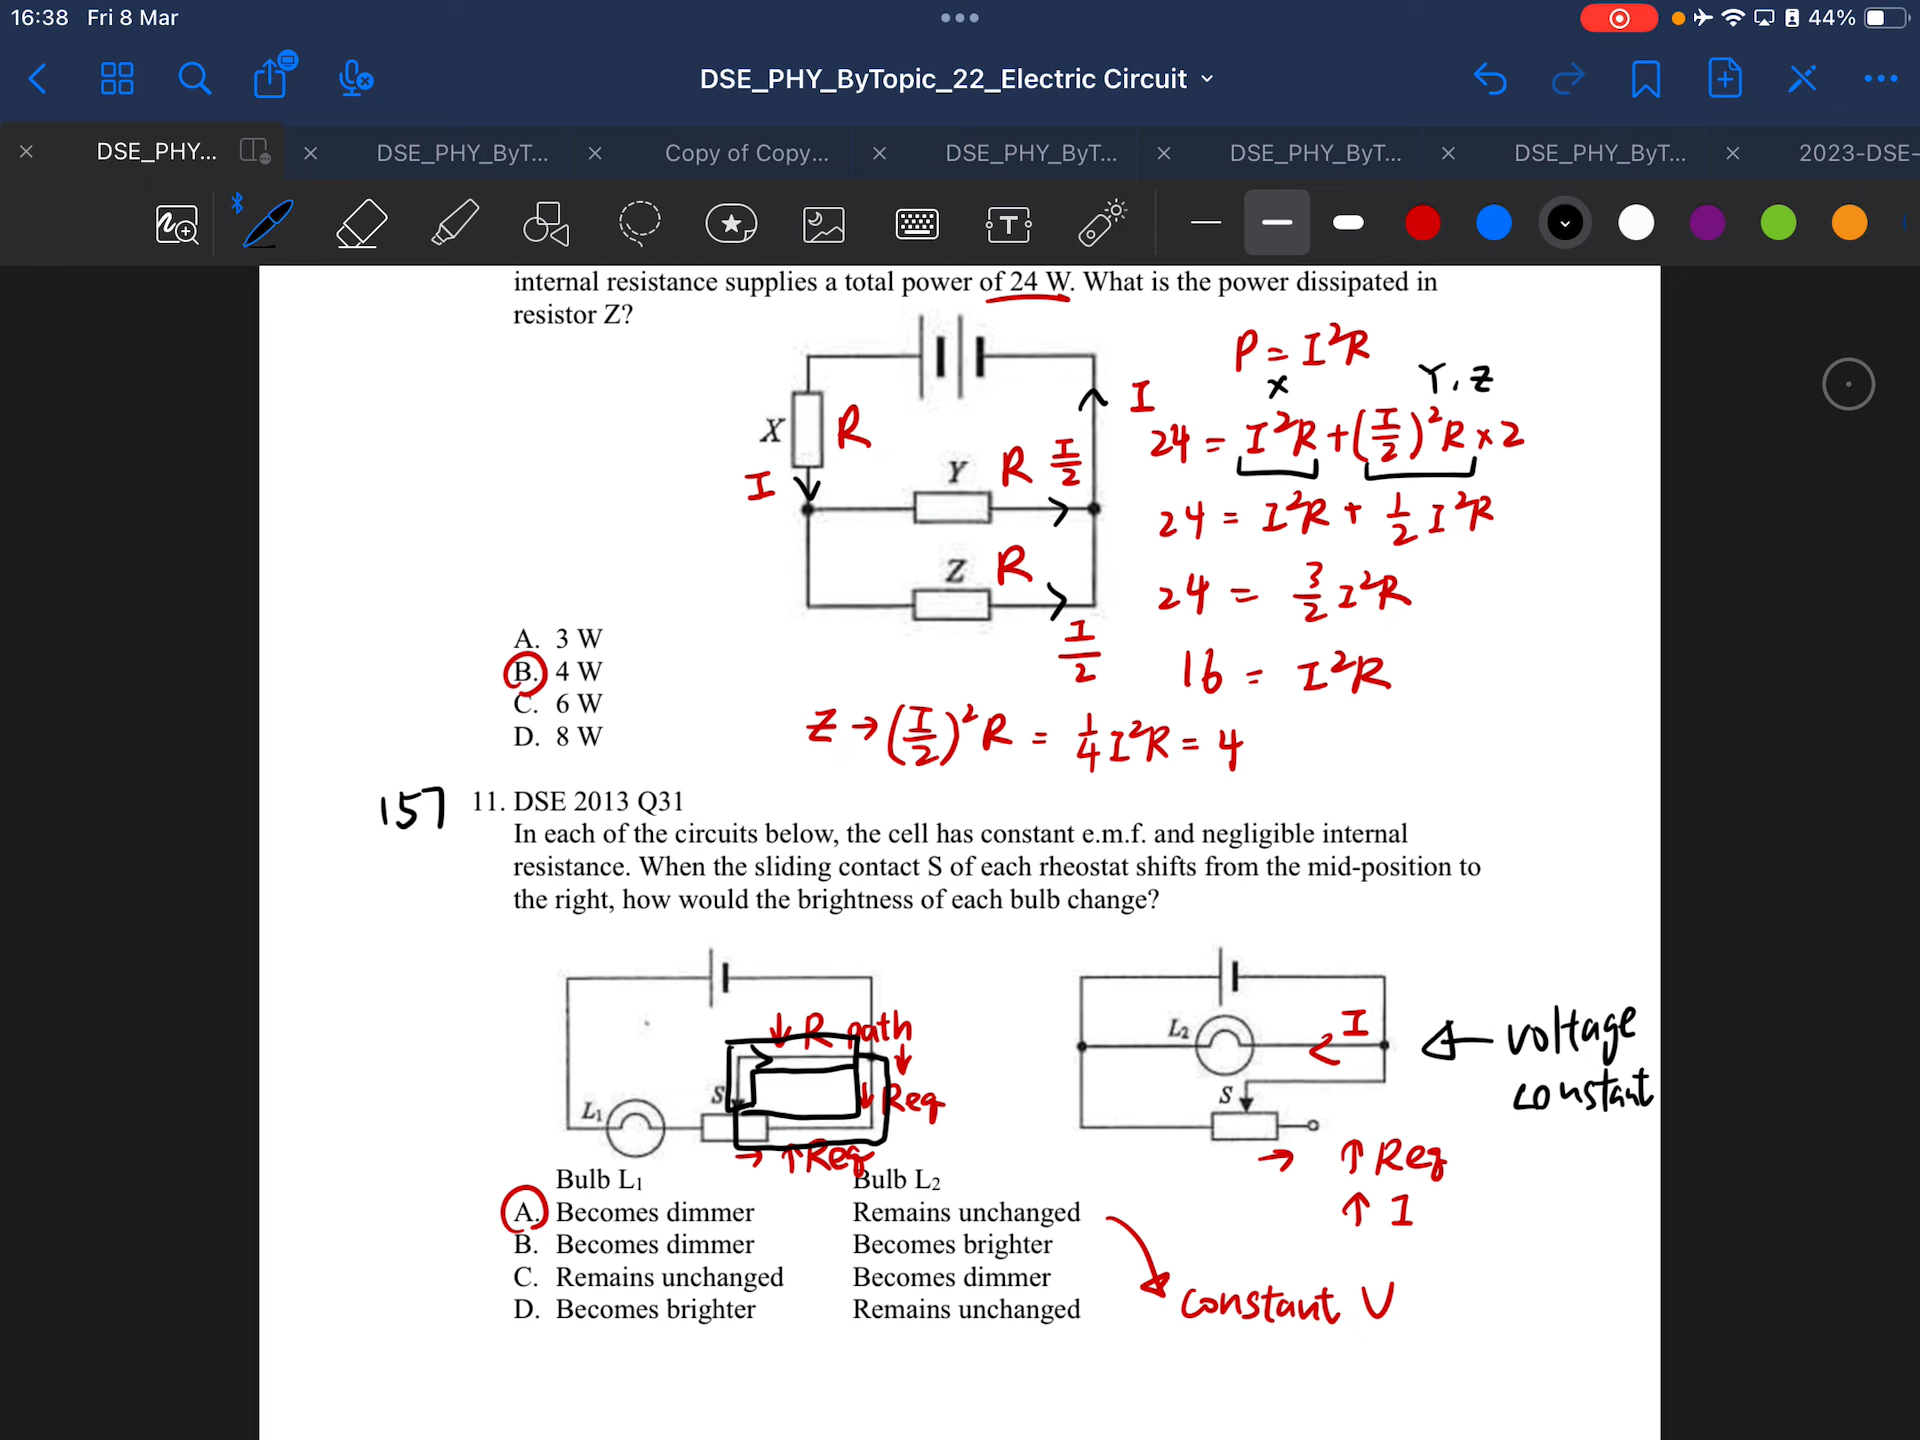 16:38 Fri 8 Mar
44%
DSE_PHY_ByTopic_22_Electric Circuit
DSE_PHY...
DSE_PHY_ByT...
Copy of Copy...
DSE_PHY_ByT...
DSE_PHY_ByT...
DSE_PHY_ByT...
2023-DSE-
internal resistance supplies a total power of 24 W. What is the power dissipated in
resistor Z?
P = I²R
X
Y, Z
I
X R
24 = I²R + (I/2)²R × 2
Y R I/2
I
24 = I²R + 1/2 I²R
Z R
24 = 3/2 I²R
I/2
A. 3 W
B. 4 W
C. 6 W
D. 8 W
16 = I²R
Z → (I/2)²R = 1/4 I²R = 4
157
11. DSE 2013 Q31
In each of the circuits below, the cell has constant e.m.f. and negligible internal
resistance. When the sliding contact S of each rheostat shifts from the mid-position to
the right, how would the brightness of each bulb change?
↓ R path
↓
S
↓ Req
L₁
→ ↑ Req
L₂
< I
S
→ ↑ Req
↑ I
← voltage
constant
Bulb L₁ Bulb L₂
A. Becomes dimmer Remains unchanged
B. Becomes dimmer Becomes brighter
C. Remains unchanged Becomes dimmer
D. Becomes brighter Remains unchanged
constant V